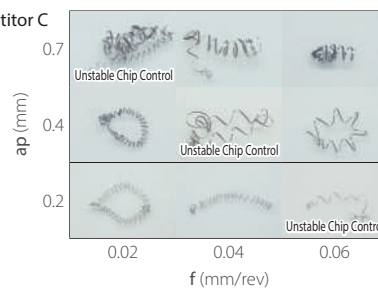 titor C
0.7
Unstable Chip Control
ap (mm)
0.4
Unstable Chip Control
0.2
Unstable Chip Contro
0.02 0.04 0.06
f (mm/rev)